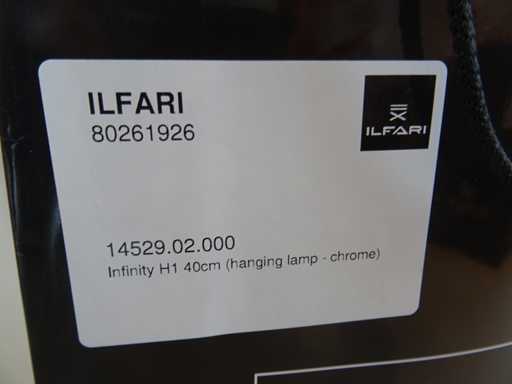 ILFARI
80261926
ILFARI
14529.02.000
Infinity H1 40cm (hanging lamp - chrome)